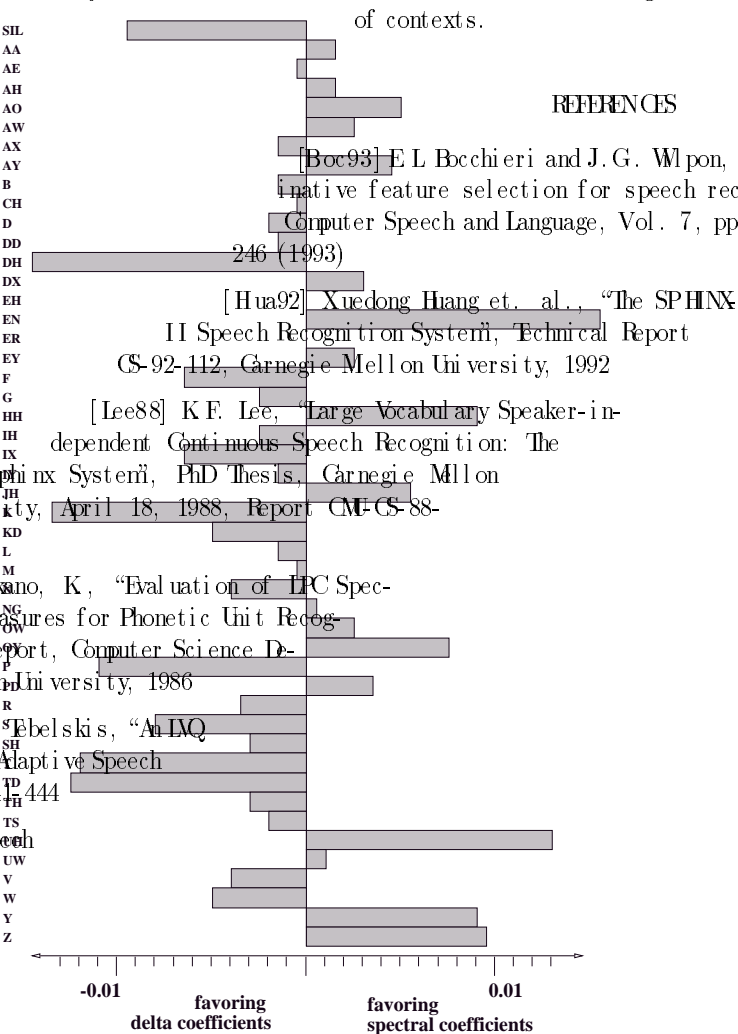 of contexts.
SIL
AA
AE
AH
AO
REFERENCES
AW
AX
AY
[Boc93] E L Bocchieri and J.G. Wilpon,
B
inative feature selection for speech rec
CH
D
Computer Speech and Language, Vol. 7, pp
DD
246 (1993)
DH
DX
EH
[Hua92] Xuedong Huang et. al., “The SPHINX-
EN
II Speech Recognition System”, Technical Report
ER
EY
CS-92-112, Carnegie Mellon University, 1992
F
G
HH
[Lee88] K.F. Lee, “Large Vocabulary Speaker-in-
IH
dependent Continuous Speech Recognition: The
IX
phinx System”, PhD Thesis, Carnegie Mellon
JH
ity, April 18, 1988, Report CMU-CS-88-
K
KD
L
M
kano, K., “Evaluation of LPC Spec-
NG
asures for Phonetic Unit Recog-
OW
OY
eport, Computer Science De-
P
PD
n University, 1986
R
S
Tebelskis, “An LVQ
SH
Adaptive Speech
TD
1-444
TH
TS
eech
UW
V
W
Y
Z
-0.01 0.01
favoring
delta coefficients
favoring
spectral coefficients